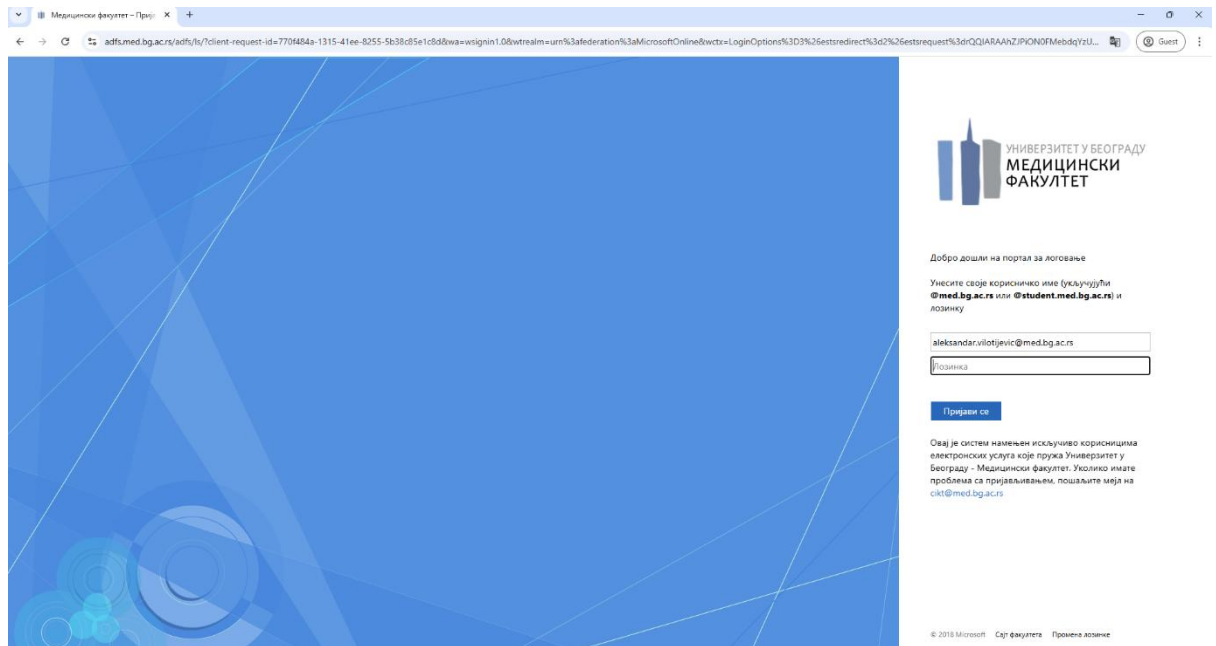 Медицински факултет – Прија
adfs.med.bg.ac.rs/adfs/ls/?client-request-id=770f484a-1315-41ee-8255-5b38c85e1c8d&wa=wsignin1.0&wtrealm=urn%3afederation%3aMicrosoftOnline&wctx=LoginOptions%3D3%26estsredirect%3d2%26estsrequest%3drQQIARAAhZJPiON0FMebdqYzU...
Guest
УНИВЕРЗИТЕТ У БЕОГРАДУ
МЕДИЦИНСКИ
ФАКУЛТЕТ
Добро дошли на портал за логовање
Унесите своје корисничко име (укључујући
@med.bg.ac.rs или @student.med.bg.ac.rs) и
лозинку
aleksandar.vilotijevic@med.bg.ac.rs
Лозинка
Пријави се
Овај је систем намењен искључиво корисницима
електронских услуга које пружа Универзитет у
Београду - Медицински факултет. Уколико имате
проблема са пријављивањем, пошаљите мејл на
cikt@med.bg.ac.rs
© 2018 Microsoft Сајт факултета Промена лозинке